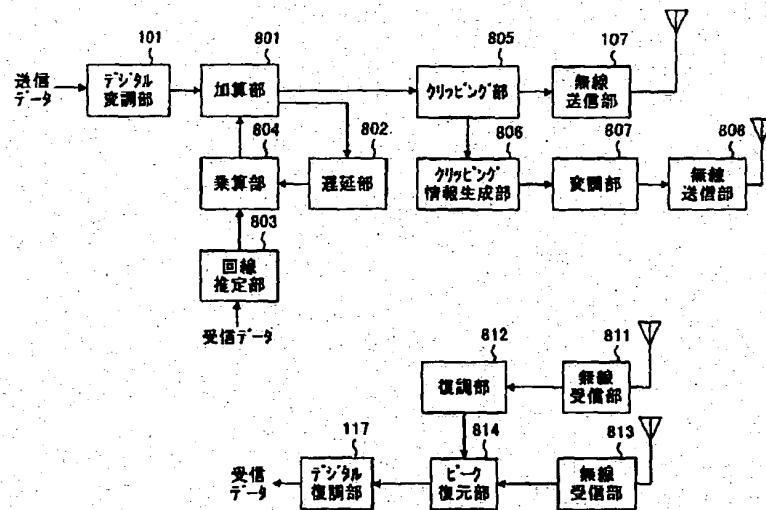 101
801
805
107
送信
データ
デジタル
変調部
加算部
クリッピング部
無線
送信部
804
802
806
807
808
乗算部
遅延部
クリッピング
情報生成部
変調部
無線
送信部
803
回線
推定部
受信データ
812
811
復調部
無線
受信部
117
814
813
受信
データ
デジタル
復調部
ピーク
復元部
無線
受信部